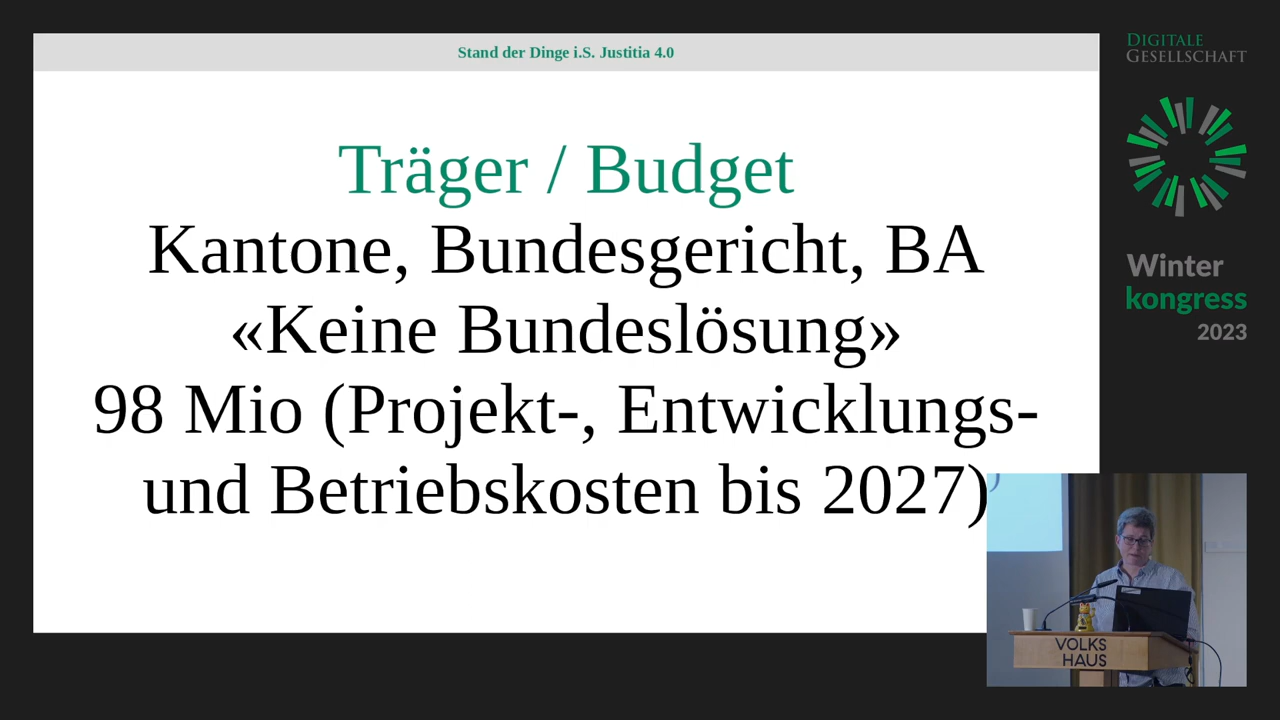 Stand der Dinge i.S. Justitia 4.0
Träger / Budget
Kantone, Bundesgericht, BA
«Keine Bundeslösung»
98 Mio (Projekt-, Entwicklungs-
und Betriebskosten bis 2027)
DIGITALE
GESELLSCHAFT
Winter
kongress
2023
VOLKS
HAUS